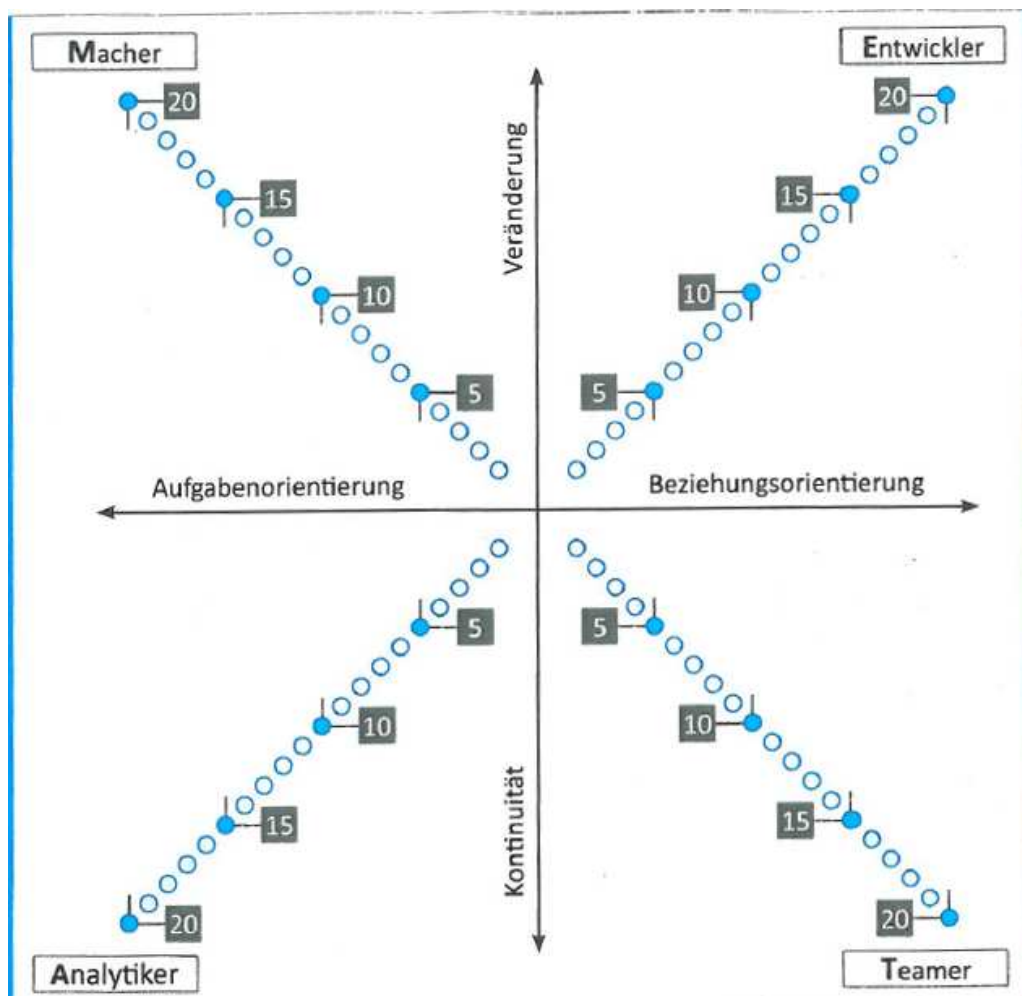 Macher
Entwickler
20
20
Veränderung
15
15
10
10
5
5
Aufgabenorientierung
Beziehungsorientierung
5
5
10
10
Kontinuität
15
15
20
20
Analytiker
Teamer